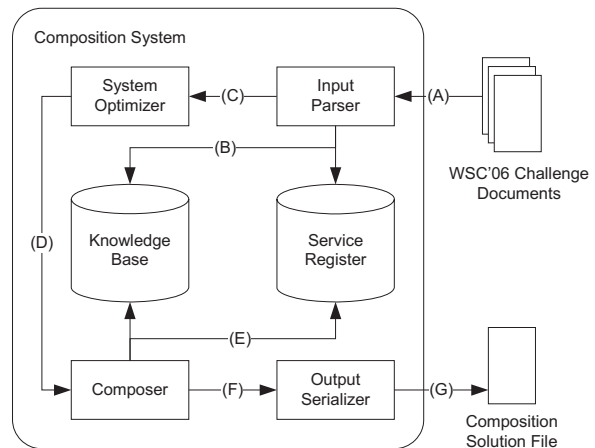 Composition System
System
Optimizer
(C)
Input
Parser
(A)
WSC'06 Challenge
Documents
(B)
Knowledge
Base
Service
Register
(D)
(E)
Composer
(F)
Output
Serializer
(G)
Composition
Solution File